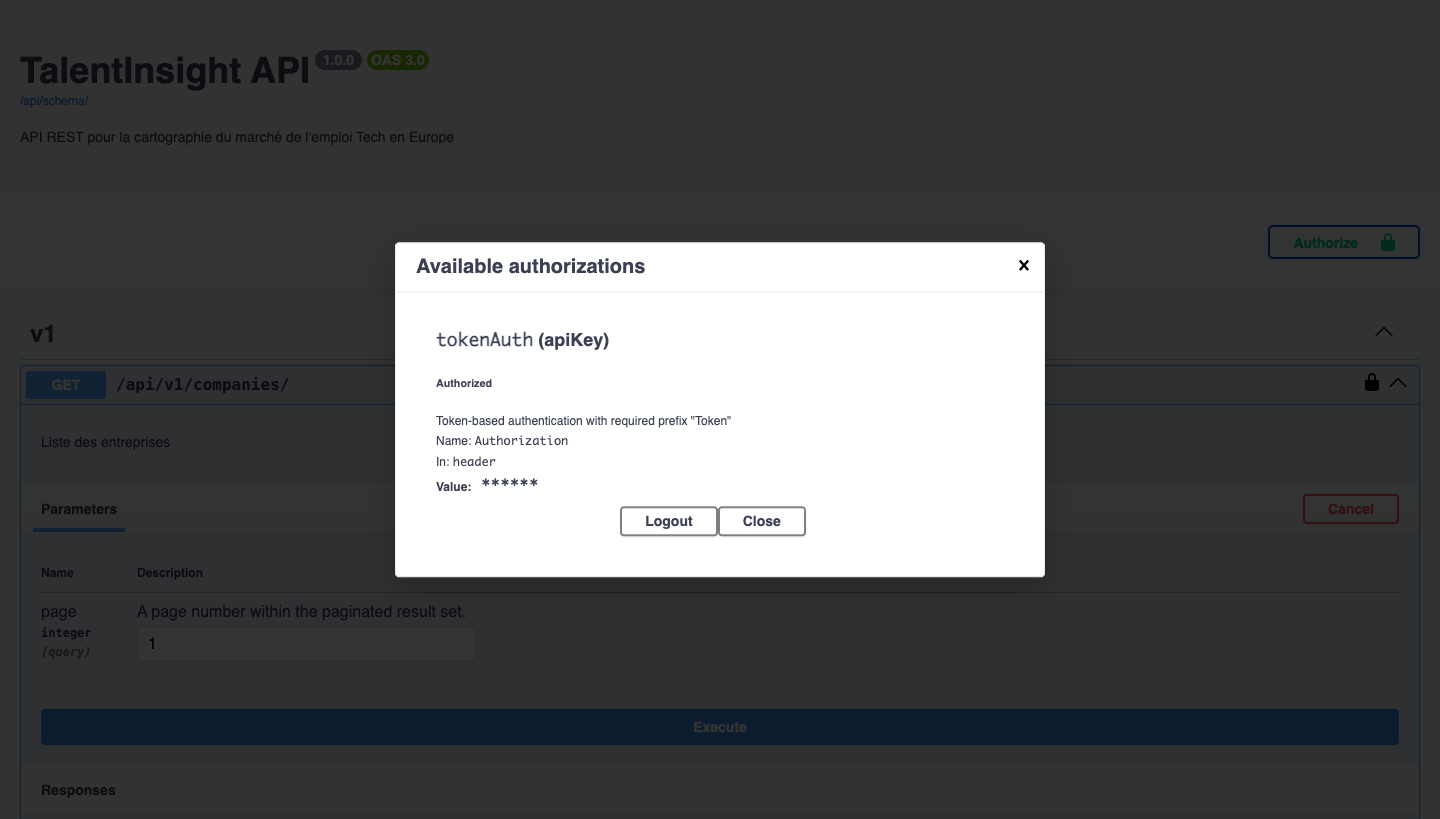 TalentInsight API 1.0.0 OAS 3.0
/api/schema/
API REST pour la cartographie du marché de l'emploi Tech en Europe
Authorize
Available authorizations
x
tokenAuth (apiKey)
Authorized
Token-based authentication with required prefix "Token"
Name: Authorization
In: header
Value: ******
Logout Close
v1
GET /api/v1/companies/
Liste des entreprises
Parameters Cancel
Name Description
page A page number within the paginated result set.
integer
(query)
1
Execute
Responses